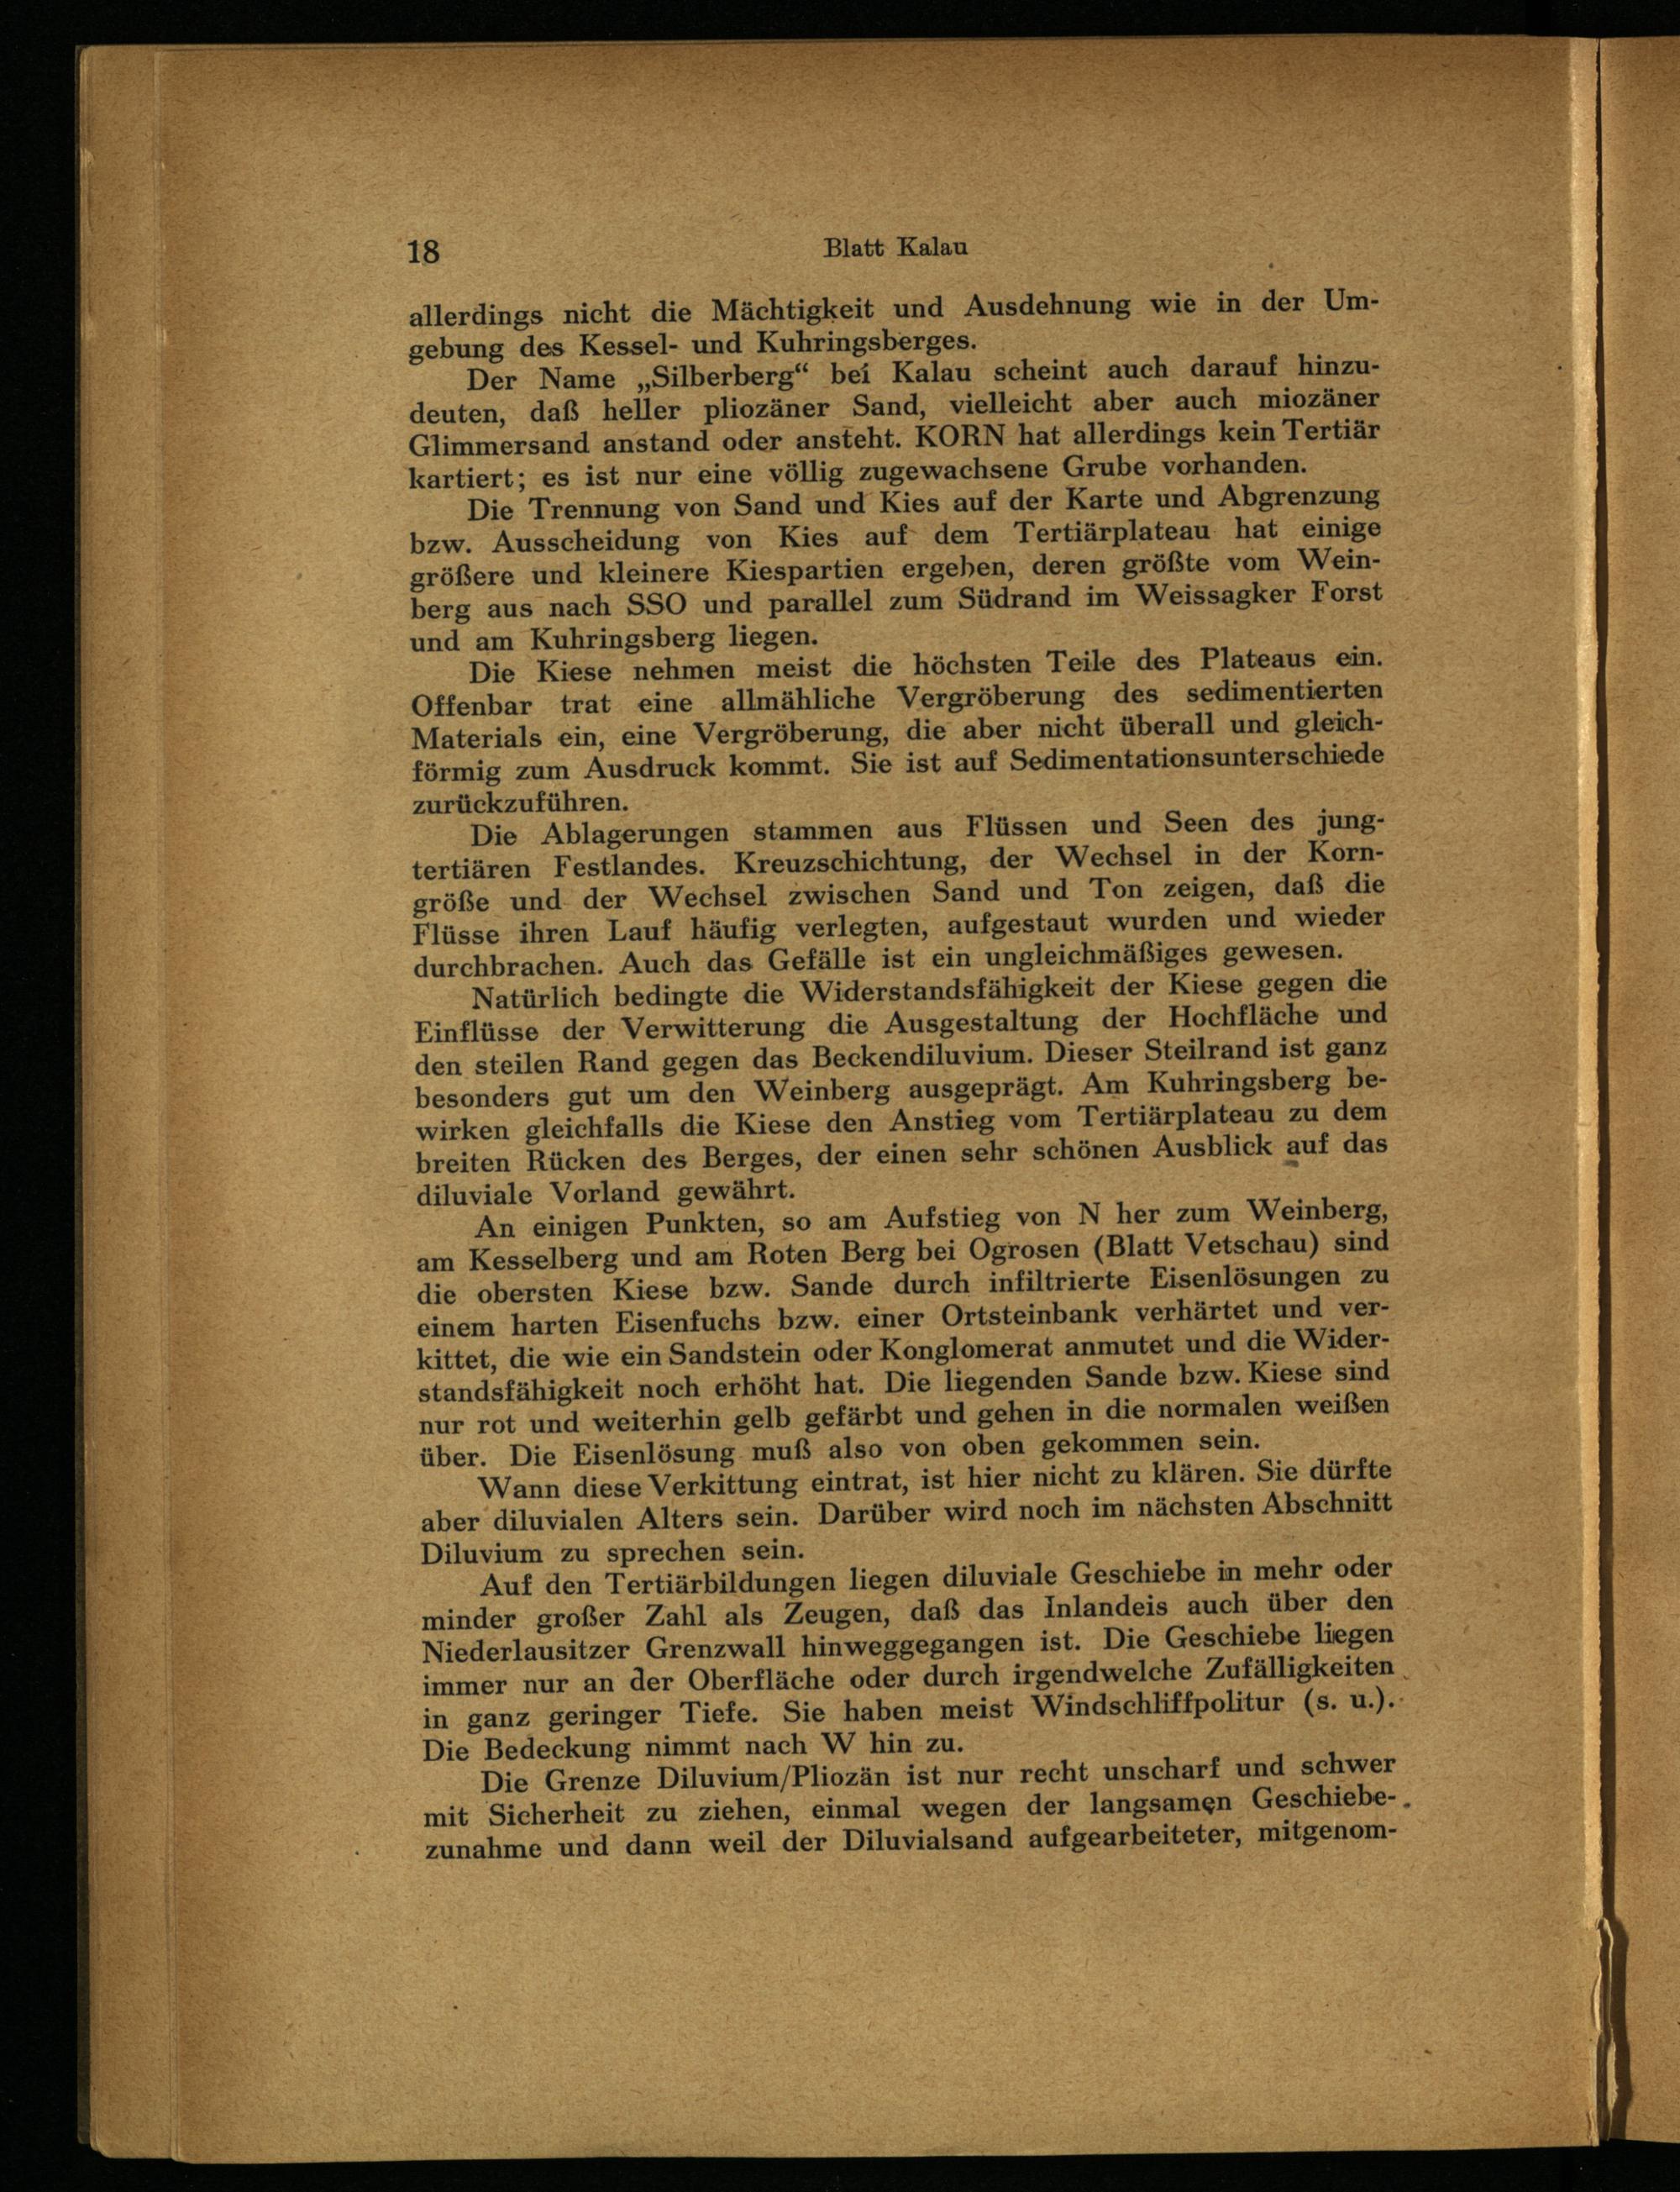 18
Blatt Kalau
allerdings nicht die Mächtigkeit und Ausdehnung wie in der Um-
gebung des Kessel- und Kuhringsberges.
Der Name „Silberberg“ bei Kalau scheint auch darauf hinzu-
deuten, daß heller pliozäner Sand, vielleicht aber auch miozäner
Glimmersand anstand oder ansteht. KORN hat allerdings kein Tertiär
kartiert; es ist nur eine völlig zugewachsene Grube vorhanden.
Die Trennung von Sand und Kies auf der Karte und Abgrenzung
bzw. Ausscheidung von Kies auf dem Tertiärplateau hat einige
größere und kleinere Kiespartien ergeben, deren größte vom Wein-
berg aus nach SSO und parallel zum Südrand im Weissagker Forst
und am Kuhringsberg liegen.
Die Kiese nehmen meist die höchsten Teile des Plateaus ein.
Offenbar trat eine allmähliche Vergröberung des sedimentierten
Materials ein, eine Vergröberung, die aber nicht überall und gleich-
förmig zum Ausdruck kommt. Sie ist auf Sedimentationsunterschiede
zurückzuführen.
Die Ablagerungen stammen aus Flüssen und Seen des jung-
tertiären Festlandes. Kreuzschichtung, der Wechsel in der Korn-
größe und der Wechsel zwischen Sand und Ton zeigen, daß die
Flüsse ihren Lauf häufig verlegten, aufgestaut wurden und wieder
durchbrachen. Auch das Gefälle ist ein ungleichmäßiges gewesen.
Natürlich bedingte die Widerstandsfähigkeit der Kiese gegen die
Einflüsse der Verwitterung die Ausgestaltung der Hochfläche und
den steilen Rand gegen das Beckendiluvium. Dieser Steilrand ist ganz
besonders gut um den Weinberg ausgeprägt. Am Kuhringsberg be-
wirken gleichfalls die Kiese den Anstieg vom Tertiärplateau zu dem
breiten Rücken des Berges, der einen sehr schönen Ausblick auf das
diluviale Vorland gewährt.
An einigen Punkten, so am Aufstieg von N her zum Weinberg,
am Kesselberg und am Roten Berg bei Ogrosen (Blatt Vetschau) sind
die obersten Kiese bzw. Sande durch infiltrierte Eisenlösungen zu
einem harten Eisenfuchs bzw. einer Ortsteinbank verhärtet und ver-
kittet, die wie ein Sandstein oder Konglomerat anmutet und die Wider-
standsfähigkeit noch erhöht hat. Die liegenden Sande bzw. Kiese sind
nur rot und weiterhin gelb gefärbt und gehen in die normalen weißen
über. Die Eisenlösung muß also von oben gekommen sein.
Wann diese Verkittung eintrat, ist hier nicht zu klären. Sie dürfte
aber diluvialen Alters sein. Darüber wird noch im nächsten Abschnitt
Diluvium zu sprechen sein.
Auf den Tertiärbildungen liegen diluviale Geschiebe in mehr oder
minder großer Zahl als Zeugen, daß das Inlandeis auch über den
Niederlausitzer Grenzwall hinweggegangen ist. Die Geschiebe liegen
immer nur an der Oberfläche oder durch irgendwelche Zufälligkeiten
in ganz geringer Tiefe. Sie haben meist Windschliffpolitur (s. u.).
Die Bedeckung nimmt nach W hin zu.
Die Grenze Diluvium/Pliozän ist nur recht unscharf und schwer
mit Sicherheit zu ziehen, einmal wegen der langsamen Geschiebe-
zunahme und dann weil der Diluvialsand aufgearbeiteter, mitgenom-